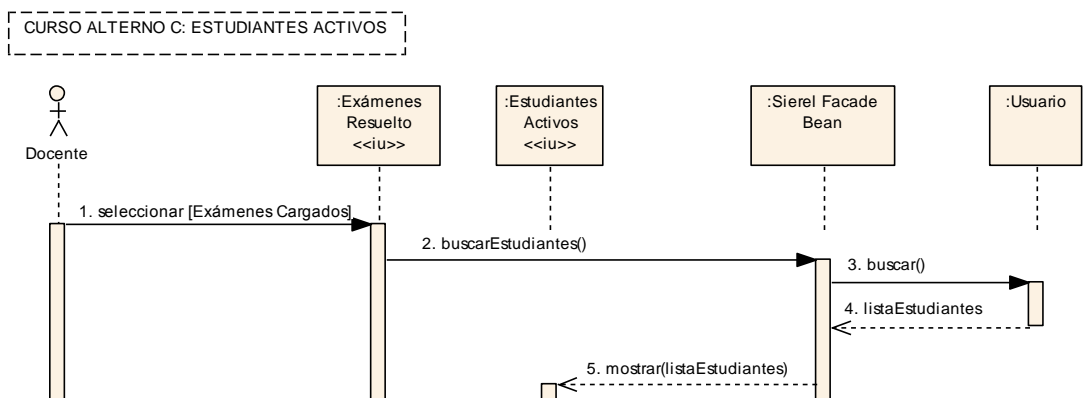 CURSO ALTERNO C: ESTUDIANTES ACTIVOS
Docente
:Exámenes
Resuelto
<<iu>>
:Estudiantes
Activos
<<iu>>
:Sierel Facade
Bean
:Usuario
1. seleccionar [Exámenes Cargados]
2. buscarEstudiantes()
3. buscar()
4. listaEstudiantes
5. mostrar(listaEstudiantes)